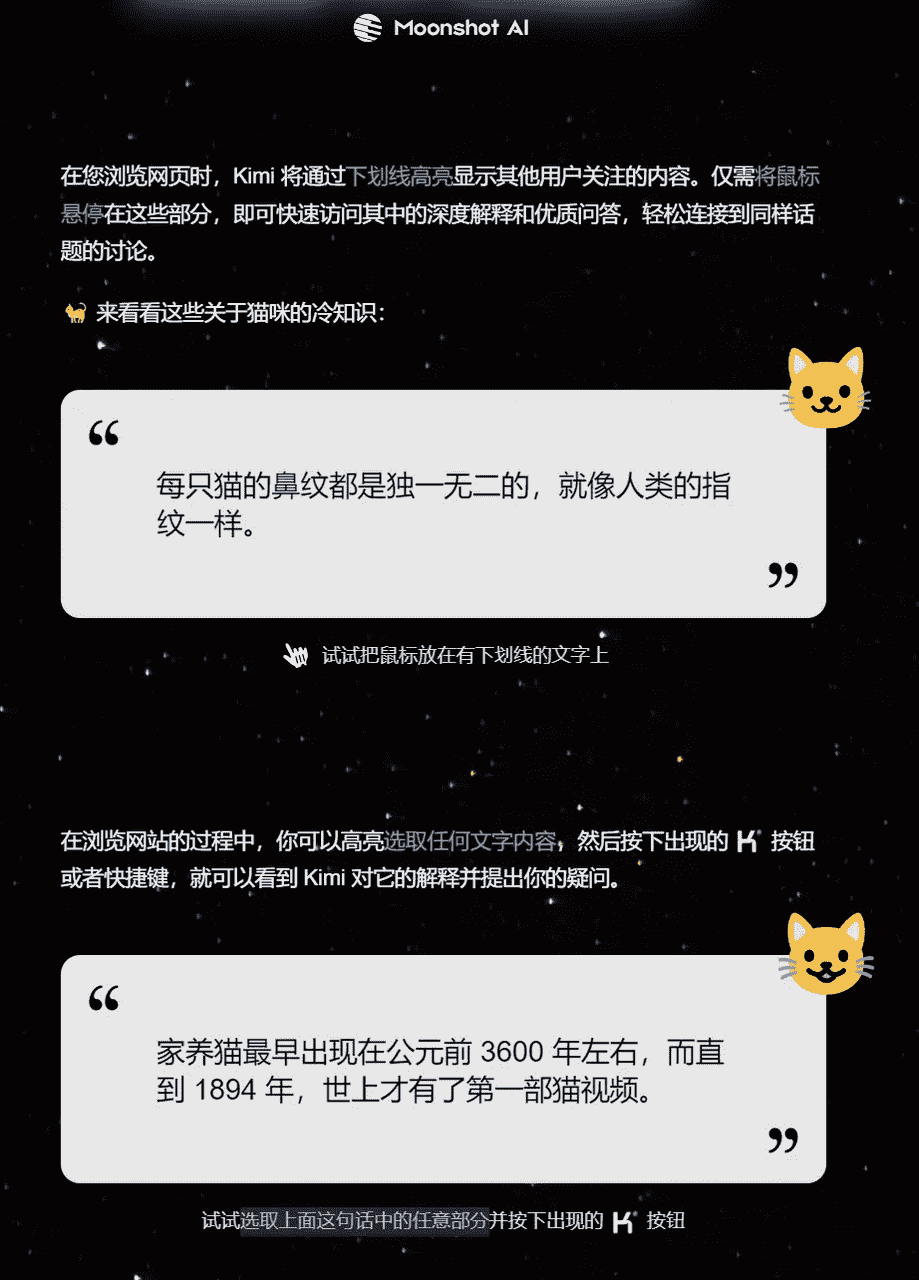 Moonshot AI
在您浏览网页时，Kimi 将通过下划线高亮显示其他用户关注的内容。仅需将鼠标
悬停在这些部分，即可快速访问其中的深度解释和优质问答，轻松连接到同样话
题的讨论。
来看看这些关于猫咪的冷知识：
“
每只猫的鼻纹都是独一无二的，就像人类的指
纹一样。
”
试试把鼠标放在有下划线的文字上
在浏览网站的过程中，你可以高亮选取任何文字内容，然后按下出现的 K 按钮
或者快捷键，就可以看到 Kimi 对它的解释并提出你的疑问。
“
家养猫最早出现在公元前 3600 年左右，而直
到 1894 年，世上才有了第一部猫视频。
”
试试选取上面这句话中的任意部分并按下出现的 K 按钮